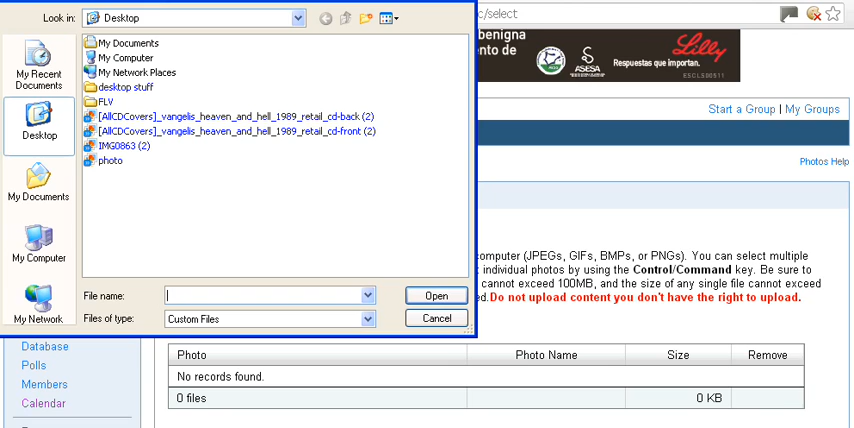 Look in:
Desktop
c/select
My Recent
Documents
Desktop
My Documents
My Computer
My Network
My Documents
My Computer
My Network Places
desktop stuff
FLV
[AllCDCovers]_vangelis_heaven_and_hell_1989_retail_cd-back (2)
[AllCDCovers]_vangelis_heaven_and_hell_1989_retail_cd-front (2)
IMG0863 (2)
photo
File name:
Open
Files of type:
Custom Files
Cancel
benigna
nto de
ASESA
Lilly
Respuestas que importan.
ESCLS00511
Start a Group | My Groups
Photos Help
computer (JPEGs, GIFs, BMPs, or PNGs). You can select multiple
individual photos by using the Control/Command key. Be sure to
cannot exceed 100MB, and the size of any single file cannot exceed
ed.Do not upload content you don't have the right to upload.
Database
Polls
Members
Calendar
Photo Photo Name Size Remove
No records found.
0 files 0 KB